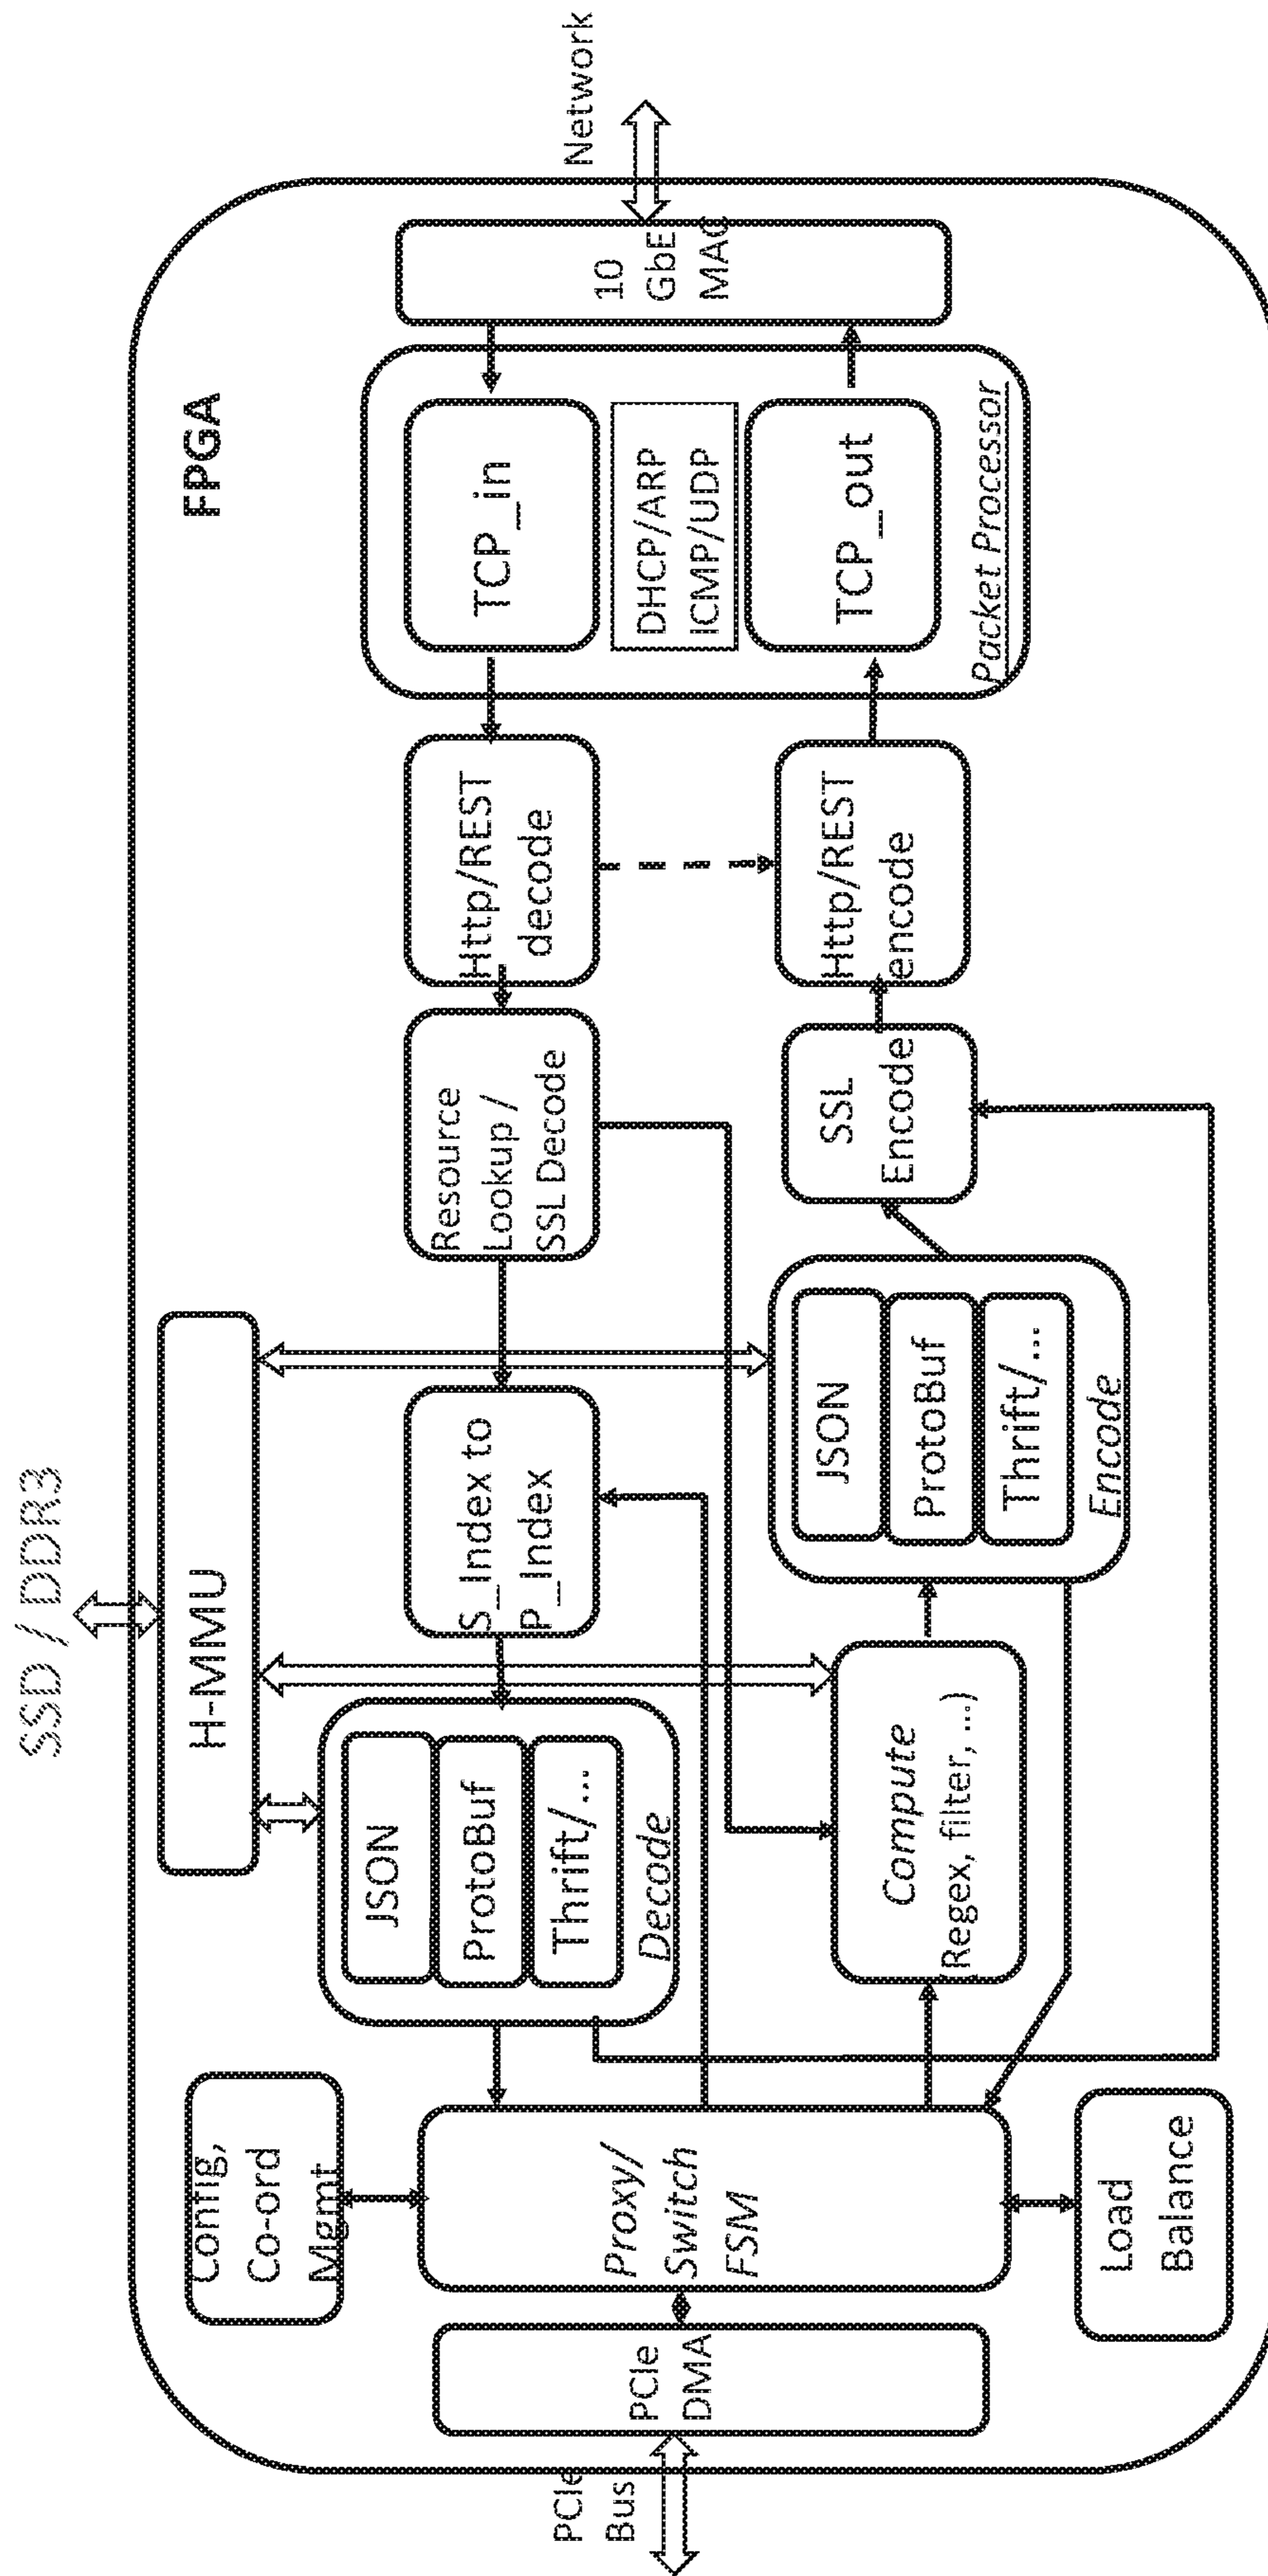 SSD / DDR3
FPGA
H-MMU
Config,
Co-ord
Mgmt
JSON
ProtoBuf
Thrift/...
Decode
S_Index to
P_Index
Resource
Lookup /
SSL Decode
Http/REST
decode
TCP_in
DHCP/ARP
ICMP/UDP
TCP_out
Packet Processor
10
GbE
MAC
Network
PCIe
Bus
PCIe
DMA
Proxy/
Switch
FSM
Compute
(Regex, filter, ...)
JSON
ProtoBuf
Thrift/...
Encode
SSL
Encode
Http/REST
encode
Load
Balance